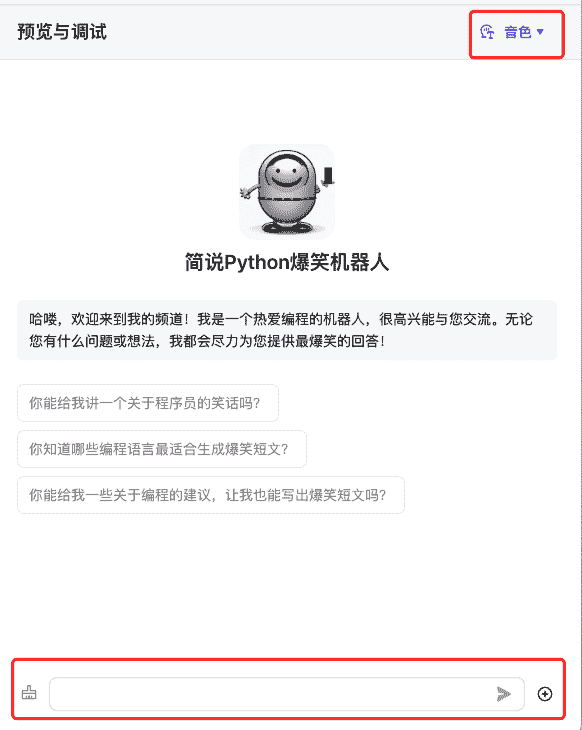 预览与调试
音色
简说Python爆笑机器人
哈喽，欢迎来到我的频道！我是一个热爱编程的机器人，很高兴能与您交流。无论
您有什么问题或想法，我都会尽力为您提供最爆笑的回答！
你能给我讲一个关于程序员的笑话吗？
你知道哪些编程语言最适合生成爆笑短文？
你能给我一些关于编程的建议，让我也能写出爆笑短文吗？